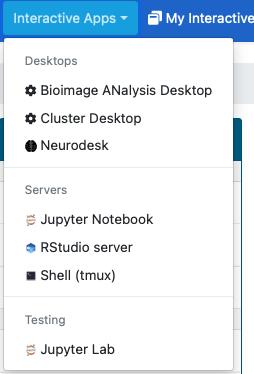 Interactive Apps My Interactive
Desktops
Bioimage ANalysis Desktop
Cluster Desktop
Neurodesk
Servers
Jupyter Notebook
RStudio server
Shell (tmux)
Testing
Jupyter Lab